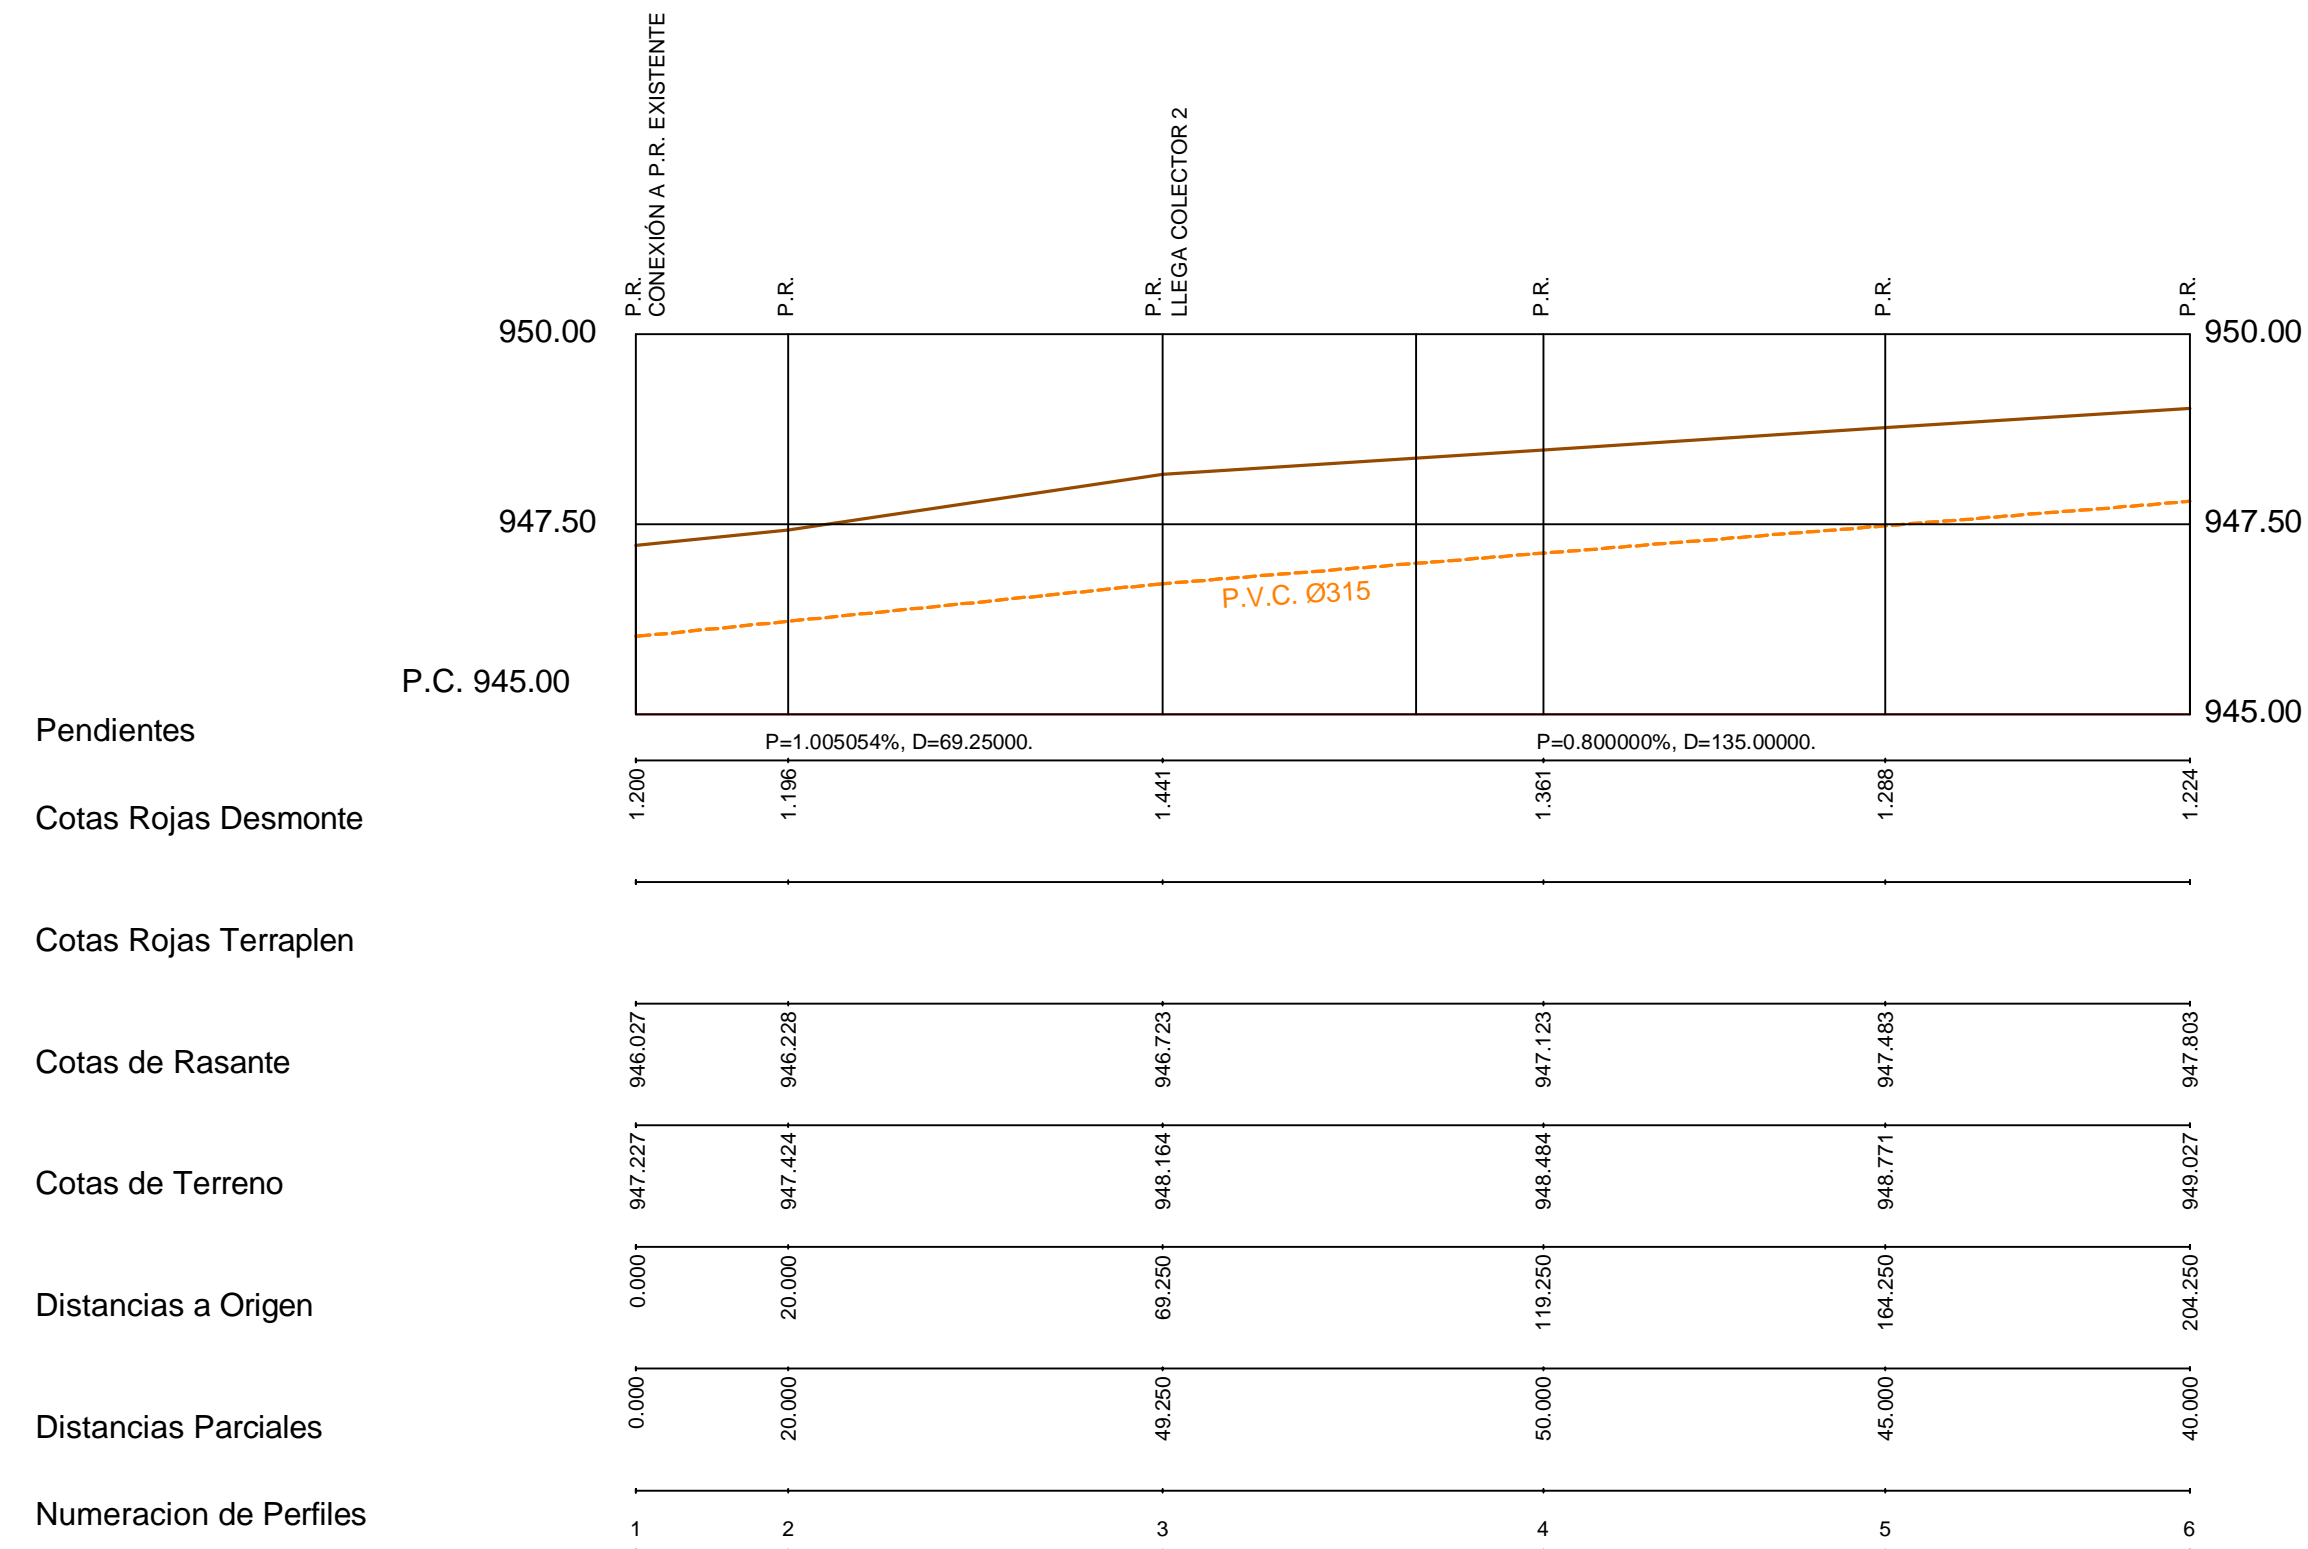 P.R.
CONEXIÓN A P.R. EXISTENTE
P.R.
P.R.
LLEGA COLECTOR 2
P.R.
P.R.
P.R.
950.00
950.00
947.50
947.50
P.V.C. Ø315
P.C. 945.00
945.00
Pendientes
P=1.005054%, D=69.25000.
P=0.800000%, D=135.00000.
Cotas Rojas Desmonte
1.200
1.196
1.441
1.361
1.288
1.224
Cotas Rojas Terraplen
Cotas de Rasante
946.027
946.228
946.723
947.123
947.483
947.803
Cotas de Terreno
947.227
947.424
948.164
948.484
948.771
949.027
Distancias a Origen
0.000
20.000
69.250
119.250
164.250
204.250
Distancias Parciales
0.000
20.000
49.250
50.000
45.000
40.000
Numeracion de Perfiles
1
2
3
4
5
6